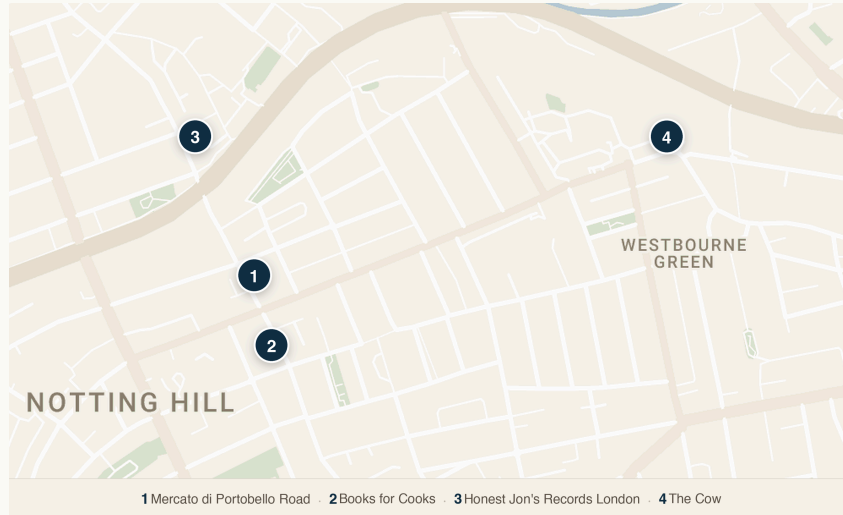 3
4
WESTBOURNE
GREEN
1
2
NOTTING HILL
1 Mercato di Portobello Road · 2 Books for Cooks · 3 Honest Jon's Records London · 4 The Cow